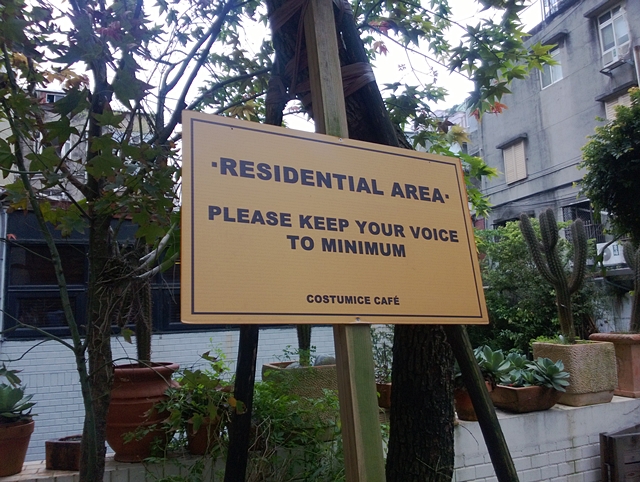 ·RESIDENTIAL AREA·
PLEASE KEEP YOUR VOICE
TO MINIMUM
COSTUMICE CAFÉ